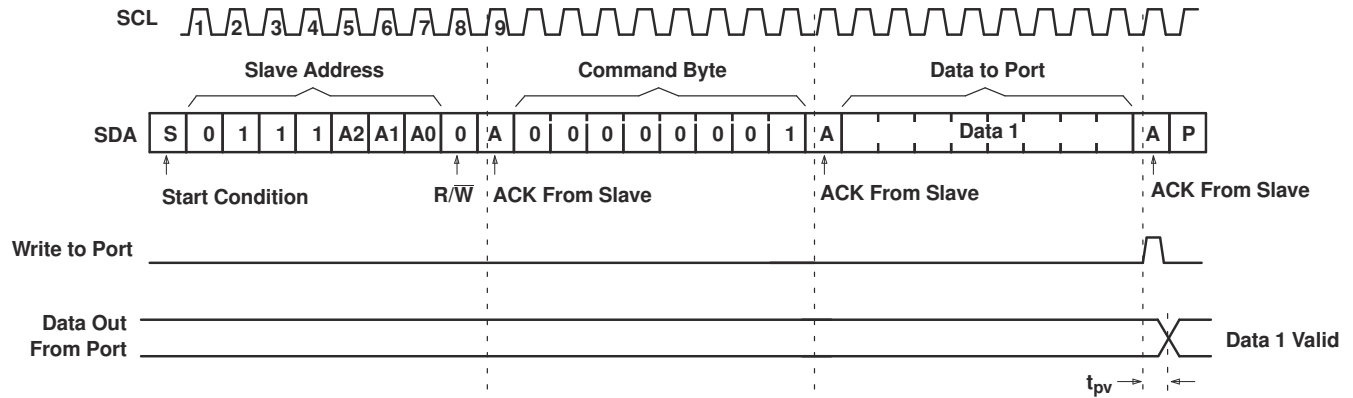 SCL 1 2 3 4 5 6 7 8 9
Slave Address Command Byte Data to Port
SDA S 0 1 1 1 A2 A1 A0 0 A 0 0 0 0 0 0 0 1 A Data 1 A P
Start Condition R/W̅ ACK From Slave ACK From Slave ACK From Slave
Write to Port
Data Out
From Port
Data 1 Valid
tpv